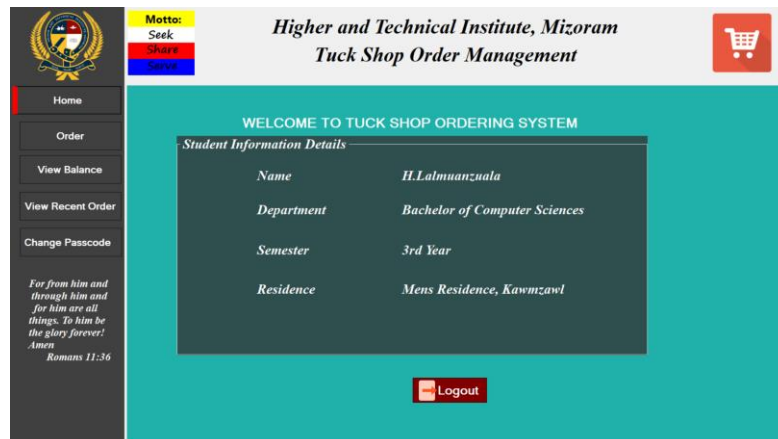 Motto:
Seek
Share
Serve
Higher and Technical Institute, Mizoram
Tuck Shop Order Management
Home
Order
View Balance
View Recent Order
Change Passcode
For from him and
through him and
for him are all
things. To him be
the glory forever!
Amen
Romans 11:36
WELCOME TO TUCK SHOP ORDERING SYSTEM
Student Information Details
Name H.Lalmuanzuala
Department Bachelor of Computer Sciences
Semester 3rd Year
Residence Mens Residence, Kawmzawl
Logout